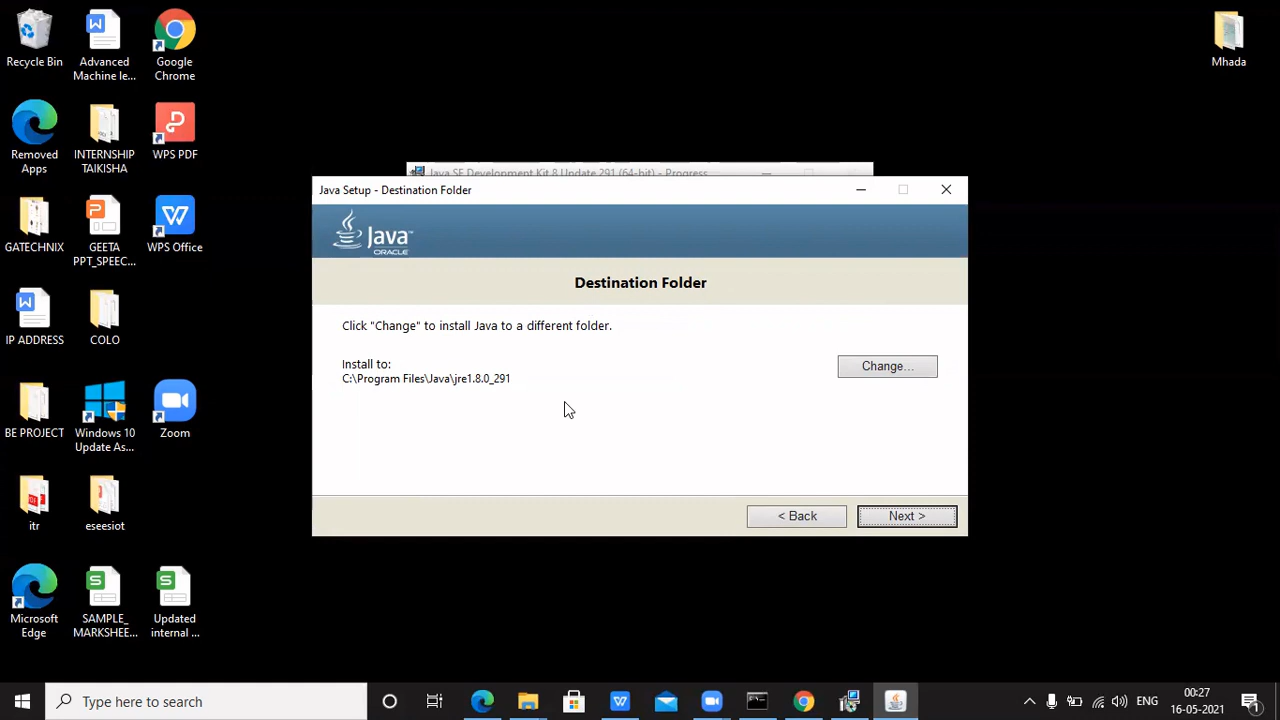 Recycle Bin
Advanced
Machine le...
Google
Chrome
Mhada
Removed
Apps
INTERNSHIP
TAIKISHA
WPS PDF
GATECHNIX
GEETA
PPT_SPEEC...
WPS Office
IP ADDRESS
COLO
BE PROJECT
Windows 10
Update As...
Zoom
itr
eseesiot
Microsoft
Edge
SAMPLE_
MARKSHEE...
Updated
internal ...
Java SE Development Kit 8 Update 291 (64-bit) - Progress
Java Setup - Destination Folder
Java
ORACLE
Destination Folder
Click "Change" to install Java to a different folder.
Install to:
C:\Program Files\Java\jre1.8.0_291
Change...
< Back
Next >
Type here to search
ENG
00:27
16-05-2021
1